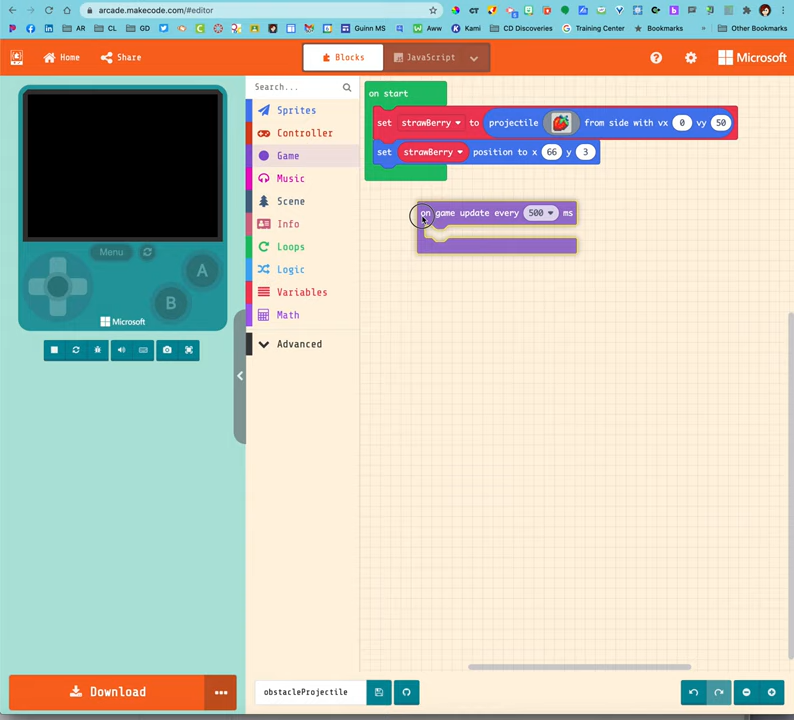 arcade.makecode.com/#editor
AR CL GD Guinn MS Aww Kami CD Discoveries Training Center Bookmarks » Other Bookmarks
Home Share Blocks JavaScript Microsoft
Search...
Sprites
Controller
Game
Music
Scene
Info
Loops
Logic
Variables
Math
Advanced
on start
set strawBerry to projectile from side with vx 0 vy 50
set strawBerry position to x 66 y 3
on game update every 500 ms
Menu
A
B
Microsoft
Download
obstacleProjectile